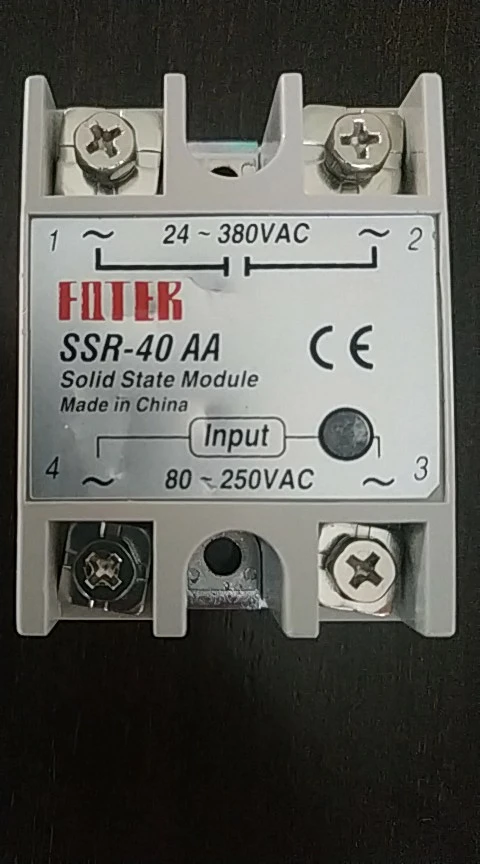 1 ~ 24 ~ 380VAC ~ 2
FOTER
SSR-40 AA
CE
Solid State Module
Made in China
Input
4 ~ 80 ~ 250VAC ~ 3